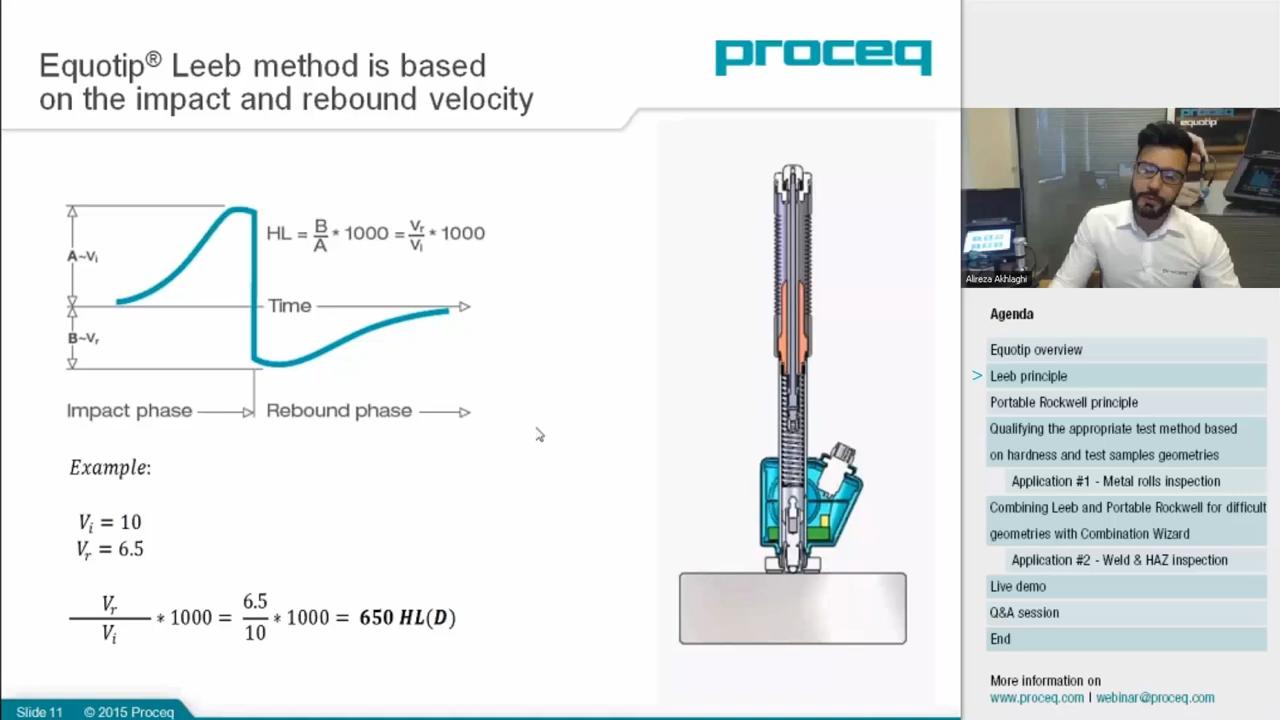 Equotip® Leeb method is based
on the impact and rebound velocity
proceq
A~Vi
B~Vr
HL = B/A * 1000 = Vr/Vi * 1000
Time
Impact phase
Rebound phase
Example:
Vi = 10
Vr = 6.5
Vr/Vi * 1000 = 6.5/10 * 1000 = 650 HL(D)
Slide 11 © 2015 Proceq
proceq
equotip
Alireza Akhlaghi
Agenda
Equotip overview
> Leeb principle
Portable Rockwell principle
Qualifying the appropriate test method based
on hardness and test samples geometries
Application #1 - Metal rolls inspection
Combining Leeb and Portable Rockwell for difficult
geometries with Combination Wizard
Application #2 - Weld & HAZ inspection
Live demo
Q&A session
End
More information on
www.proceq.com | webinar@proceq.com